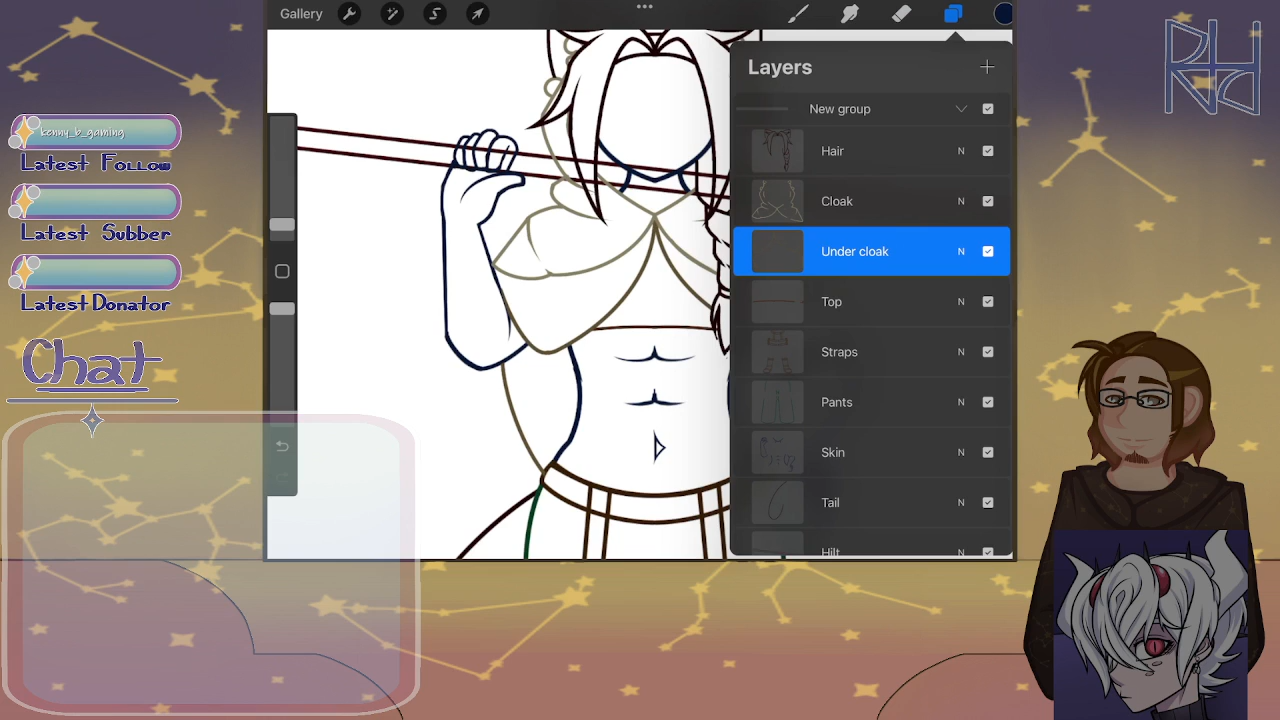 Gallery
Layers
New group
Hair N
Cloak N
Under cloak N
Top N
Straps N
Pants N
Skin N
Tail N
Hilt N
kenny_b_gaming
Latest Follow
Latest Subber
Latest Donator
Chat